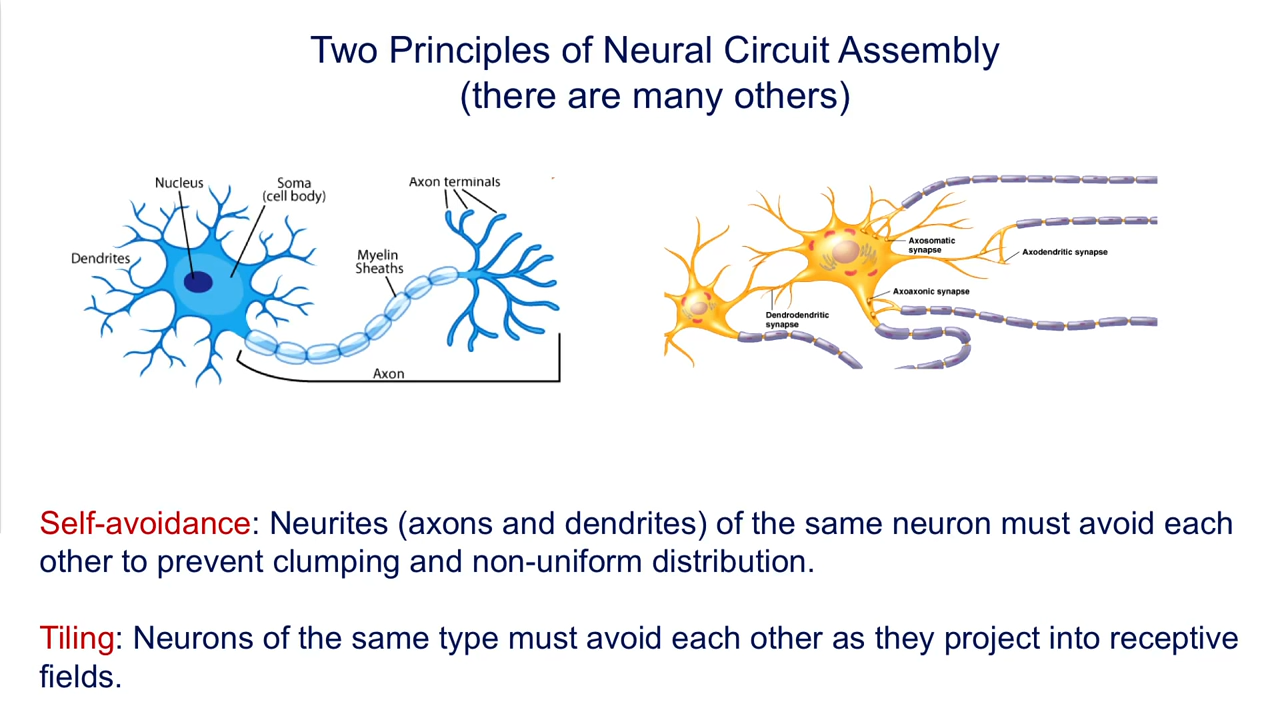 Two Principles of Neural Circuit Assembly
(there are many others)
Nucleus
Soma
(cell body)
Axon terminals
Dendrites
Myelin
Sheaths
Axon
Axosomatic
synapse
Axodendritic synapse
Axoaxonic synapse
Dendrodendritic
synapse
Self-avoidance: Neurites (axons and dendrites) of the same neuron must avoid each
other to prevent clumping and non-uniform distribution.
Tiling: Neurons of the same type must avoid each other as they project into receptive
fields.